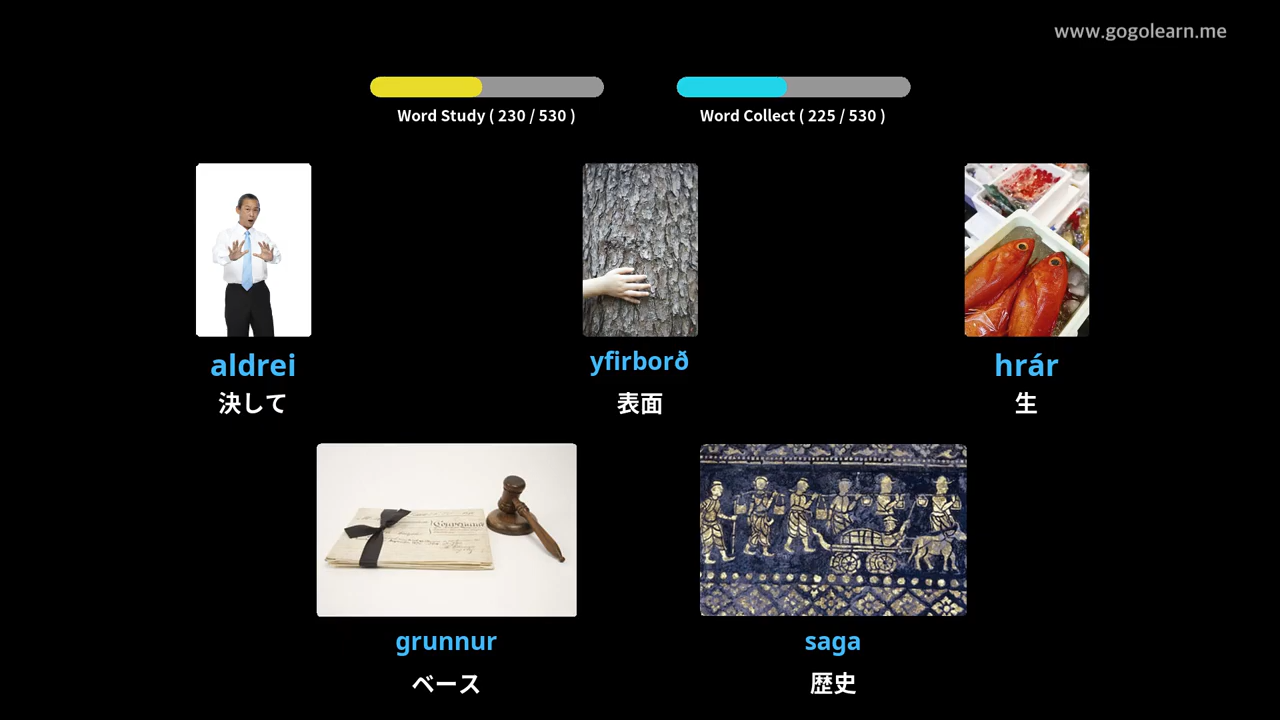 www.gogolearn.me
Word Study ( 230 / 530 )
Word Collect ( 225 / 530 )
aldrei
決して
yfirborð
表面
hrár
生
grunnur
ベース
saga
歴史